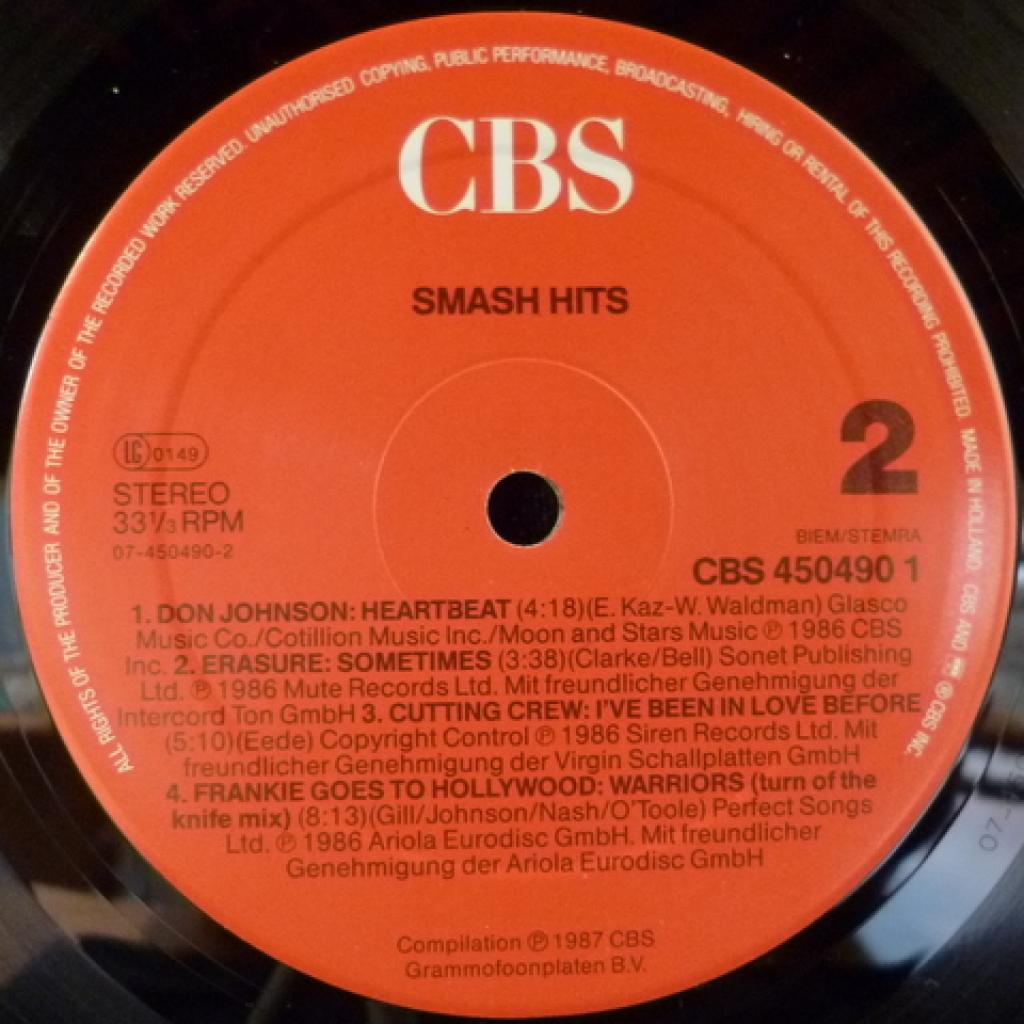 ALL RIGHTS OF THE PRODUCER AND OF THE OWNER OF THE RECORDED WORK RESERVED. UNAUTHORISED COPYING, PUBLIC PERFORMANCE, BROADCASTING, HIRING OR RENTAL OF THIS RECORDING PROHIBITED. MADE IN HOLLAND CBS AND ® CBS INC.
CBS
SMASH HITS
2
LC 0149
STEREO
33⅓ RPM
07-450490-2
BIEM/STEMRA
CBS 450490 1
1. DON JOHNSON: HEARTBEAT (4:18)(E. Kaz-W. Waldman) Glasco
Music Co./Cotillion Music Inc./Moon and Stars Music ℗ 1986 CBS
Inc. 2. ERASURE: SOMETIMES (3:38)(Clarke/Bell) Sonet Publishing
Ltd. ℗ 1986 Mute Records Ltd. Mit freundlicher Genehmigung der
Intercord Ton GmbH 3. CUTTING CREW: I'VE BEEN IN LOVE BEFORE
(5:10)(Eede) Copyright Control ℗ 1986 Siren Records Ltd. Mit
freundlicher Genehmigung der Virgin Schallplatten GmbH
4. FRANKIE GOES TO HOLLYWOOD: WARRIORS (turn of the
knife mix) (8:13)(Gill/Johnson/Nash/O'Toole) Perfect Songs
Ltd. ℗ 1986 Ariola Eurodisc GmbH. Mit freundlicher
Genehmigung der Ariola Eurodisc GmbH
Compilation ℗ 1987 CBS
Grammofoonplaten B.V.
07-